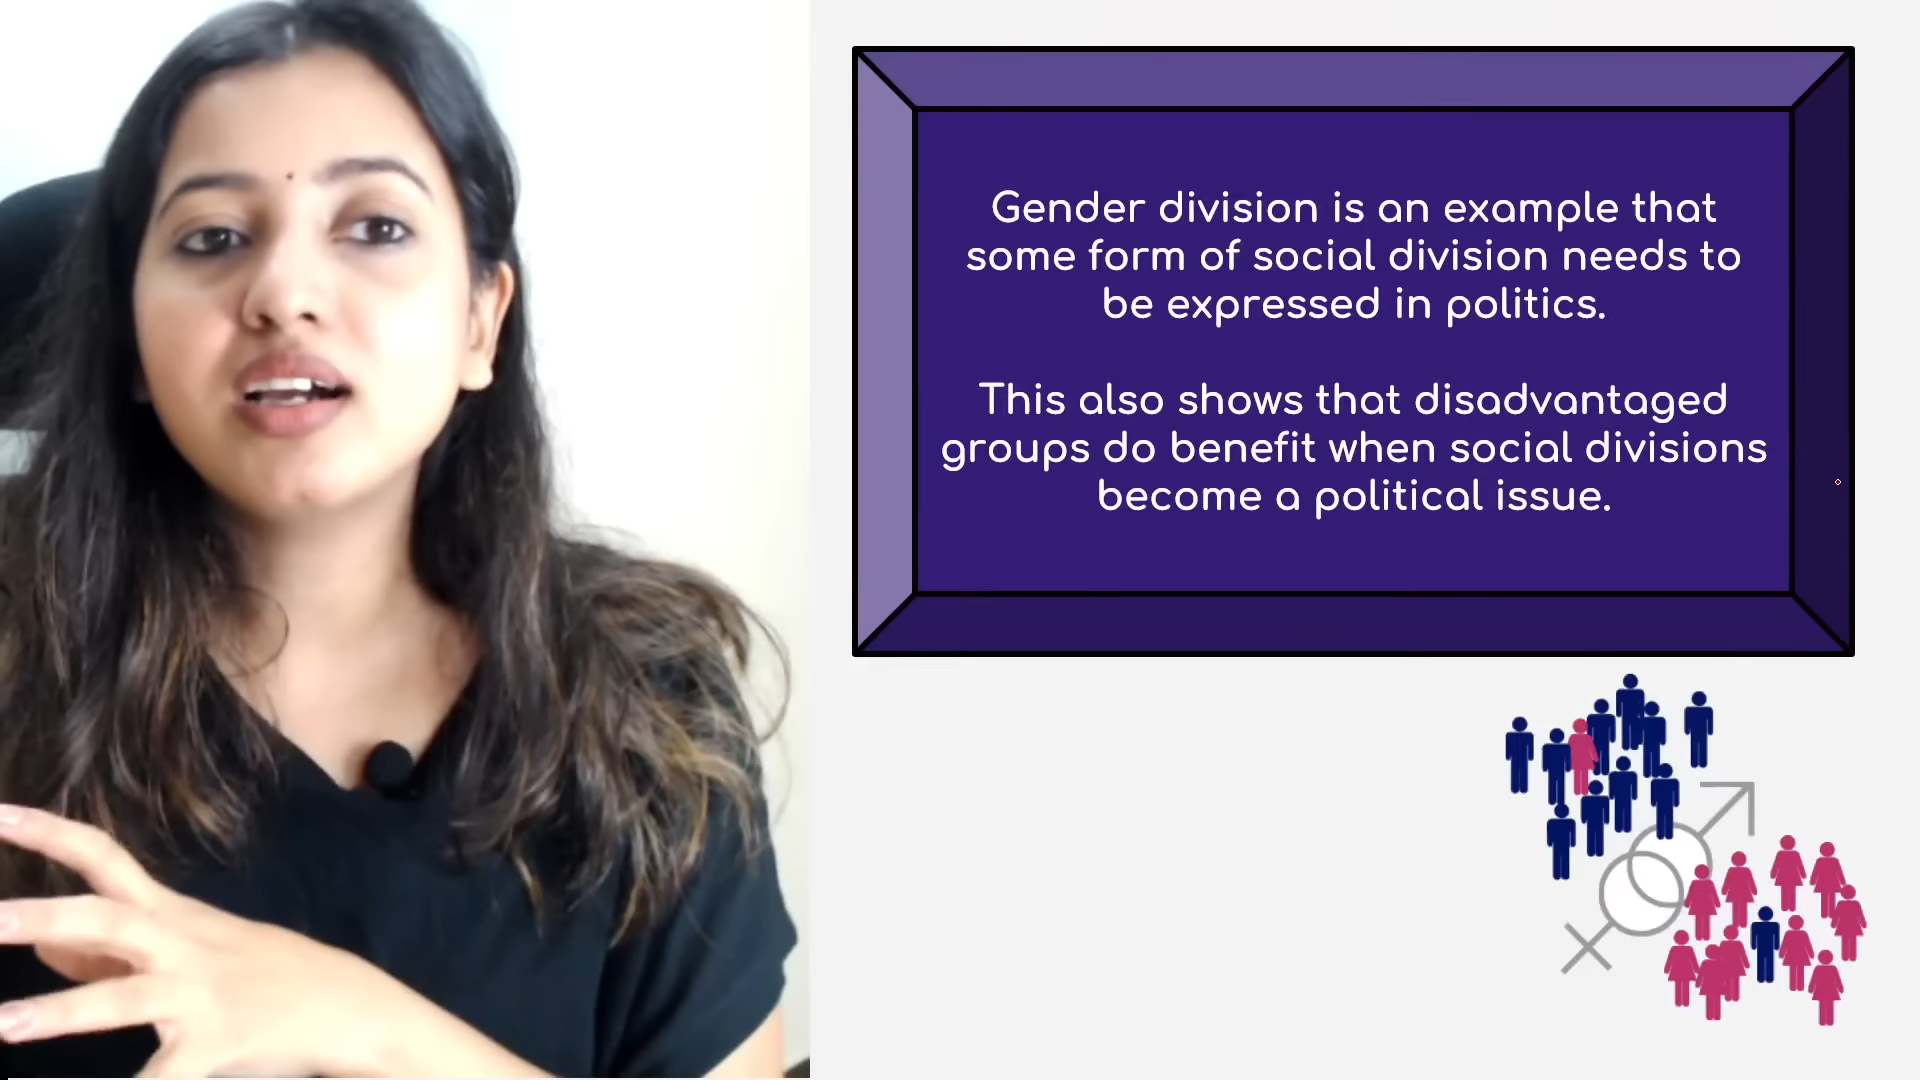 Gender division is an example that
some form of social division needs to
be expressed in politics.
This also shows that disadvantaged
groups do benefit when social divisions
become a political issue.